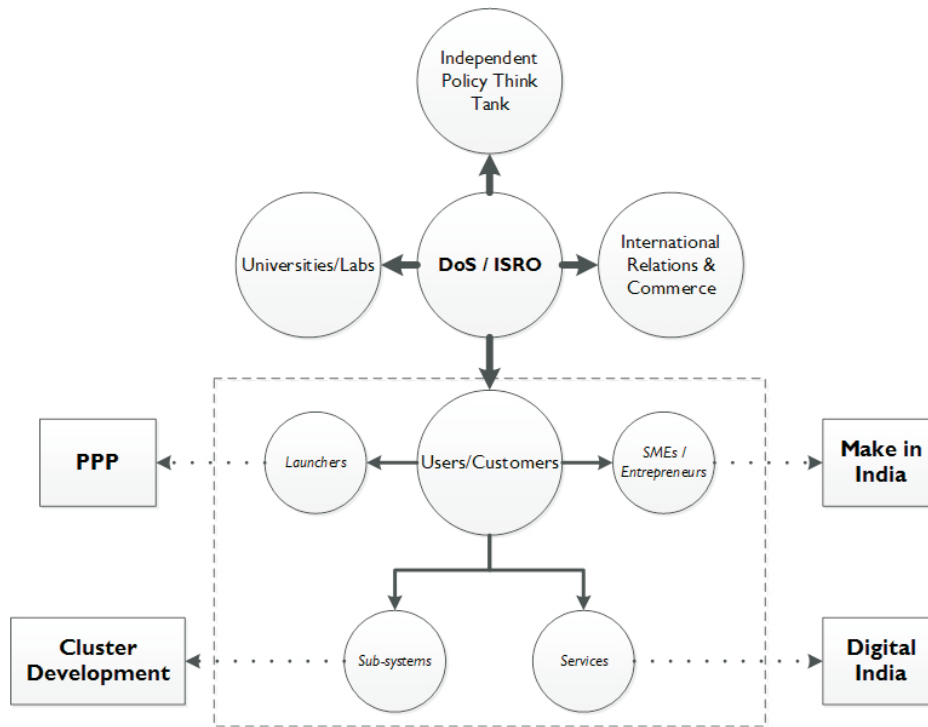 Independent
Policy Think
Tank
Universities/Labs
DoS / ISRO
International
Relations &
Commerce
PPP
Launchers
Users/Customers
SMEs /
Entrepreneurs
Make in
India
Cluster
Development
Sub-systems
Services
Digital
India